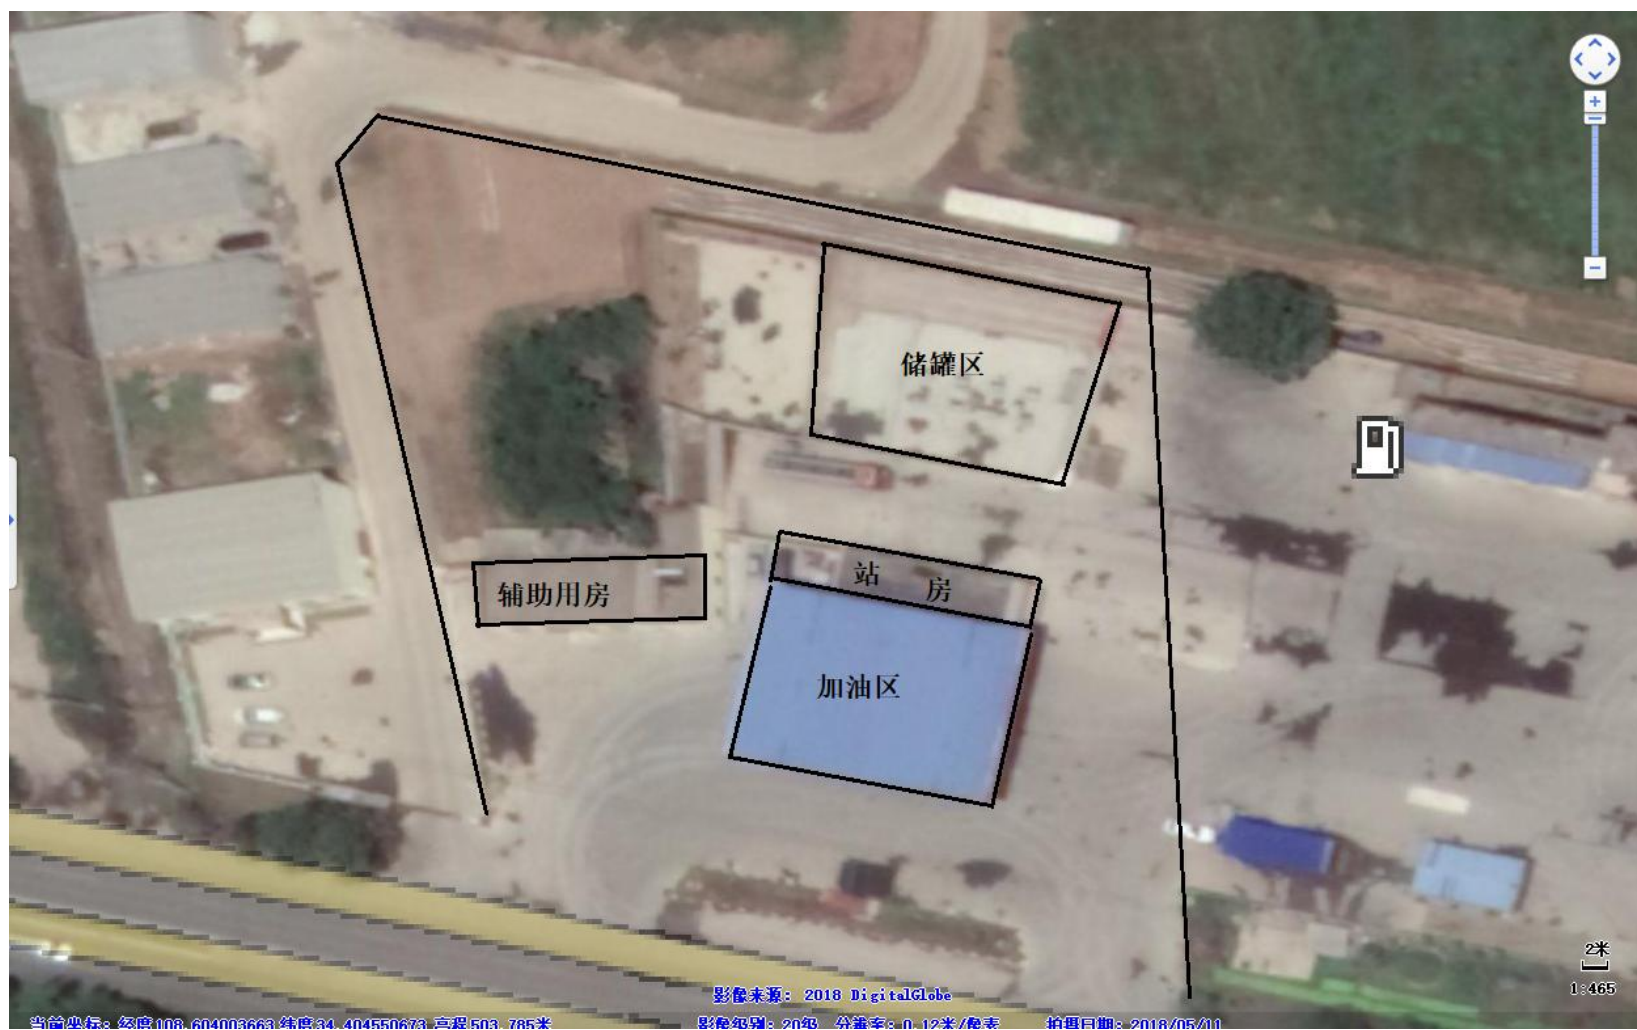 储罐区
站房
辅助用房
加油区
2米
1:465
影像来源: 2018 DigitalGlobe
当前坐标: 经度108.604003663 纬度34.404550673 高程503.785米
影像级别: 20级 分辨率: 0.12米/像素 拍摄日期: 2018/05/11